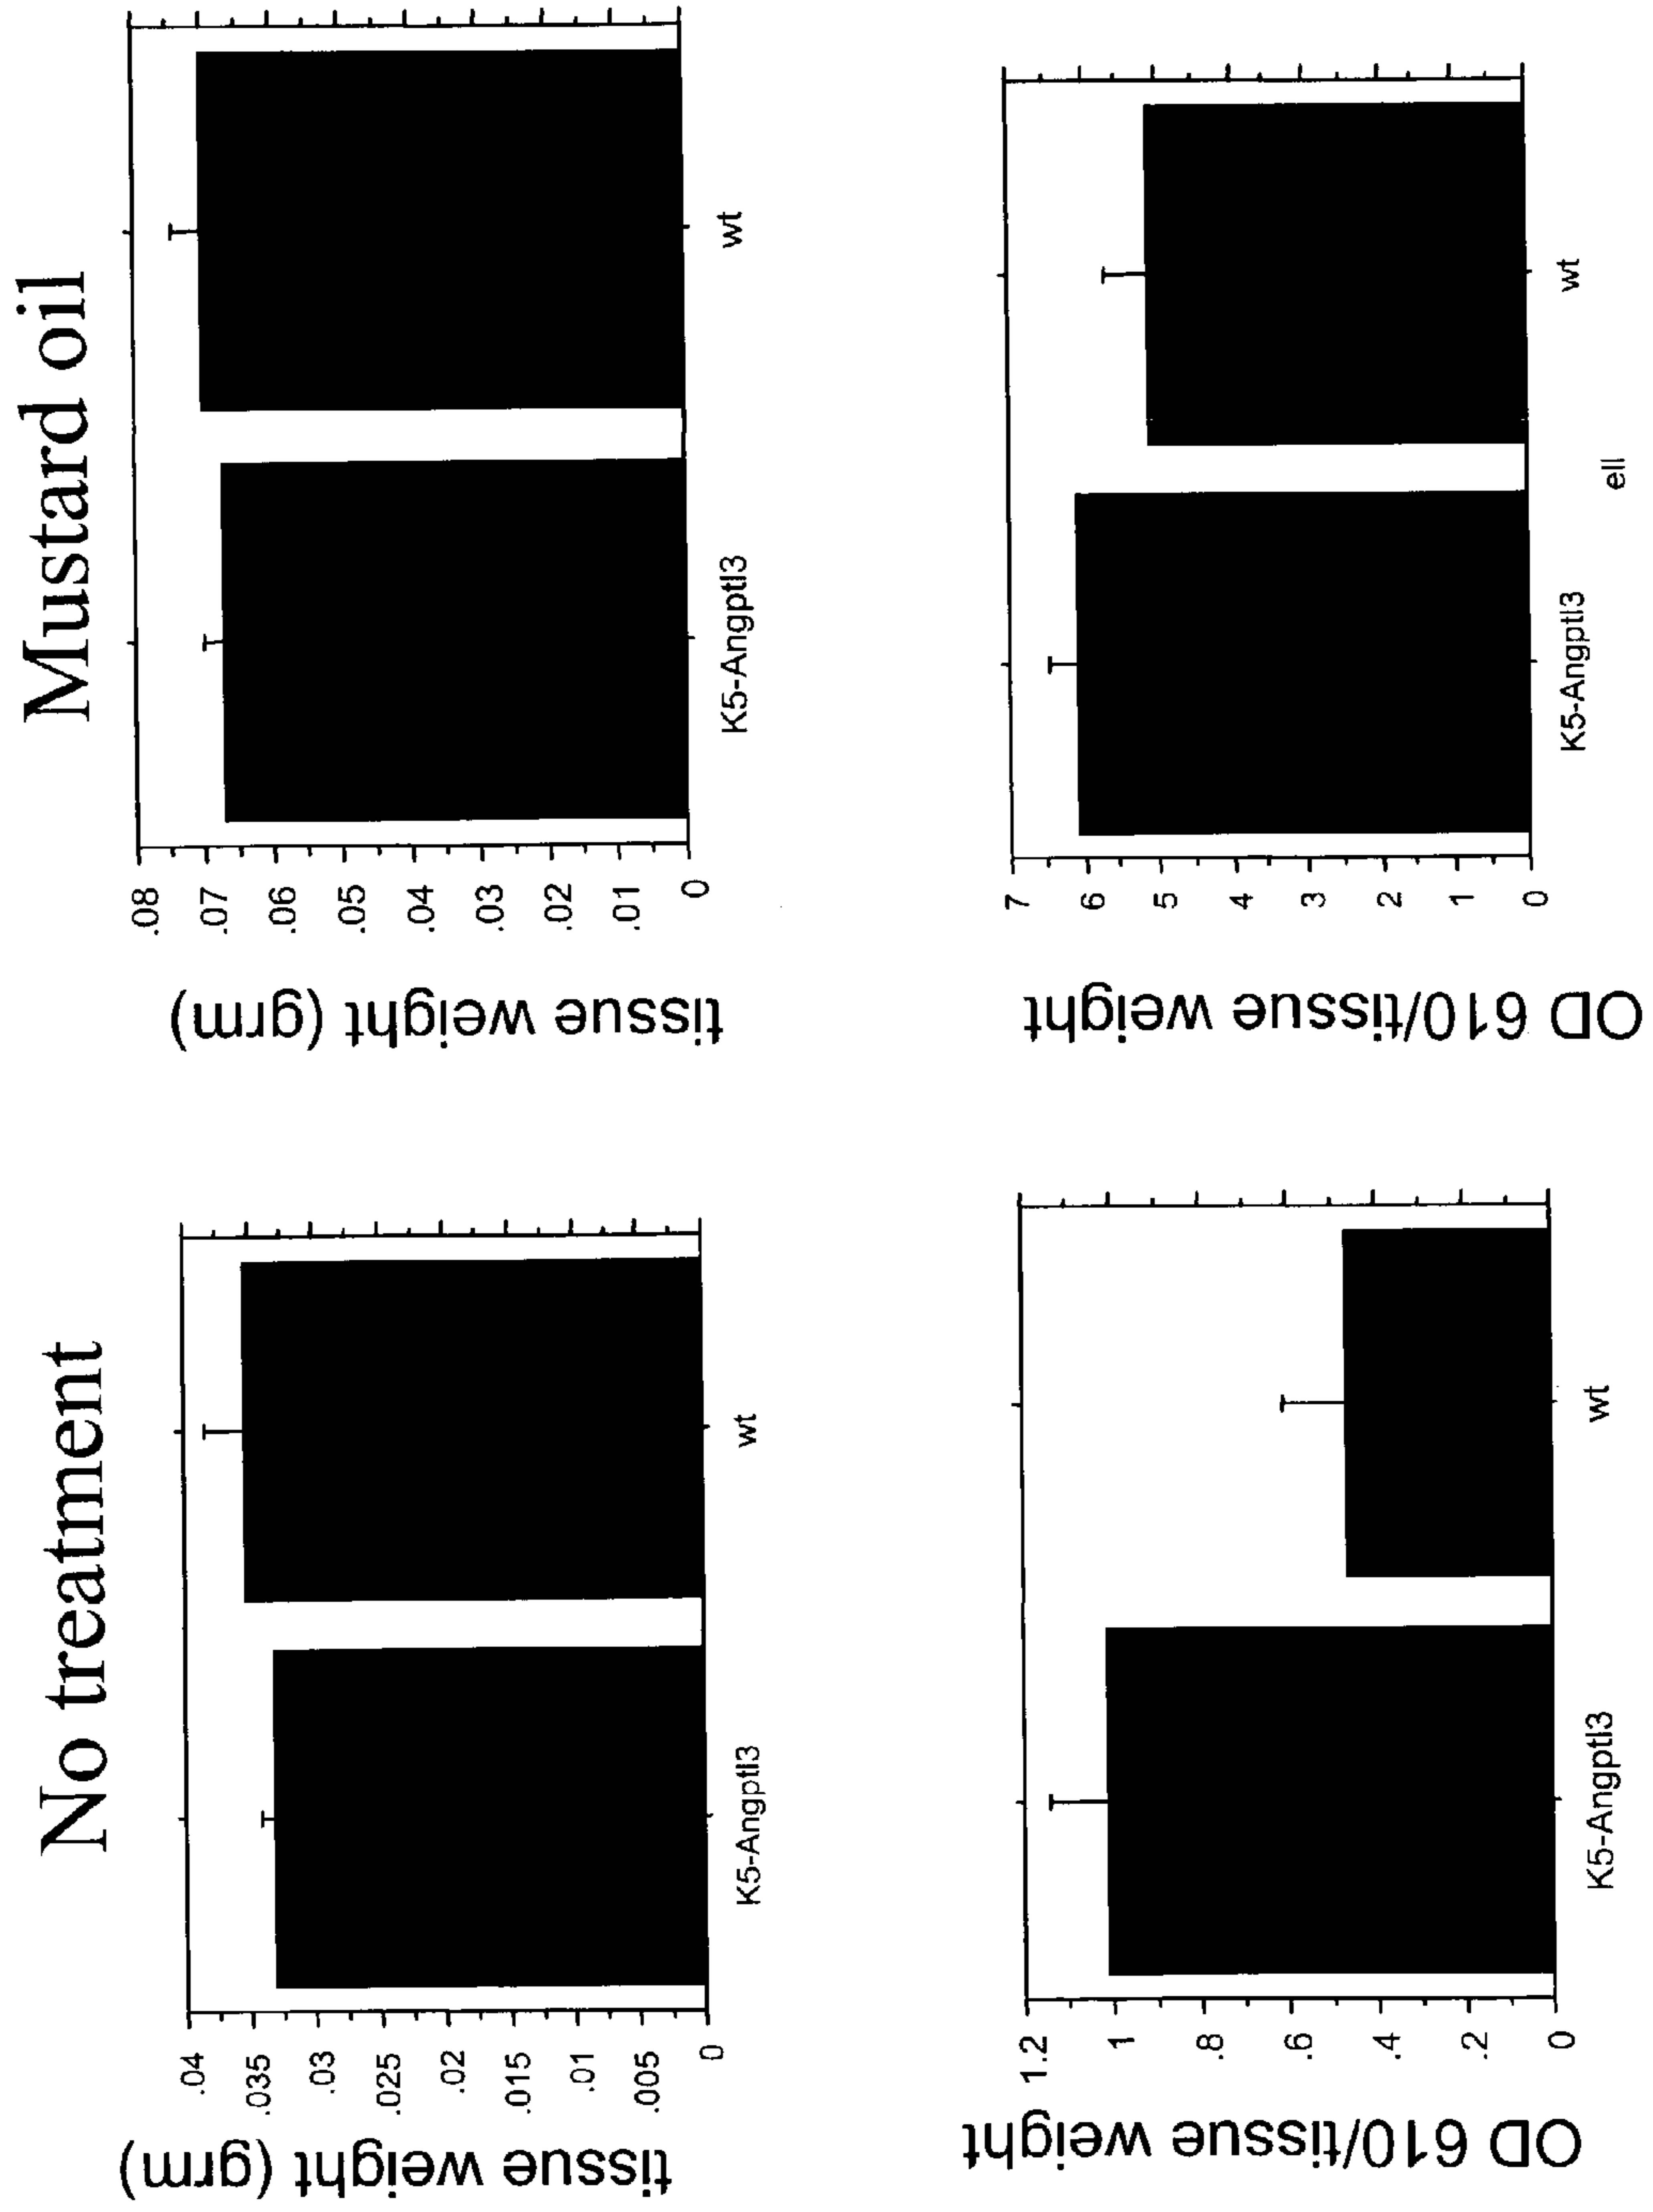 No treatment
Mustard oil
tissue weight (grm)
.04
.035
.03
.025
.02
.015
.01
.005
0
K5-Angptl3
wt
tissue weight (grm)
.08
.07
.06
.05
.04
.03
.02
.01
0
K5-Angptl3
wt
OD 610/tissue weight
1.2
1
.8
.6
.4
.2
0
K5-Angptl3
wt
OD 610/tissue weight
7
6
5
4
3
2
1
0
K5-Angptl3
wt
ell